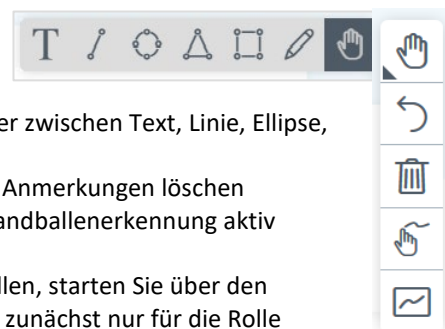 T
er zwischen Text, Linie, Ellipse,
Anmerkungen löschen
andballenerkennung aktiv
llen, starten Sie über den
zunächst nur für die Rolle